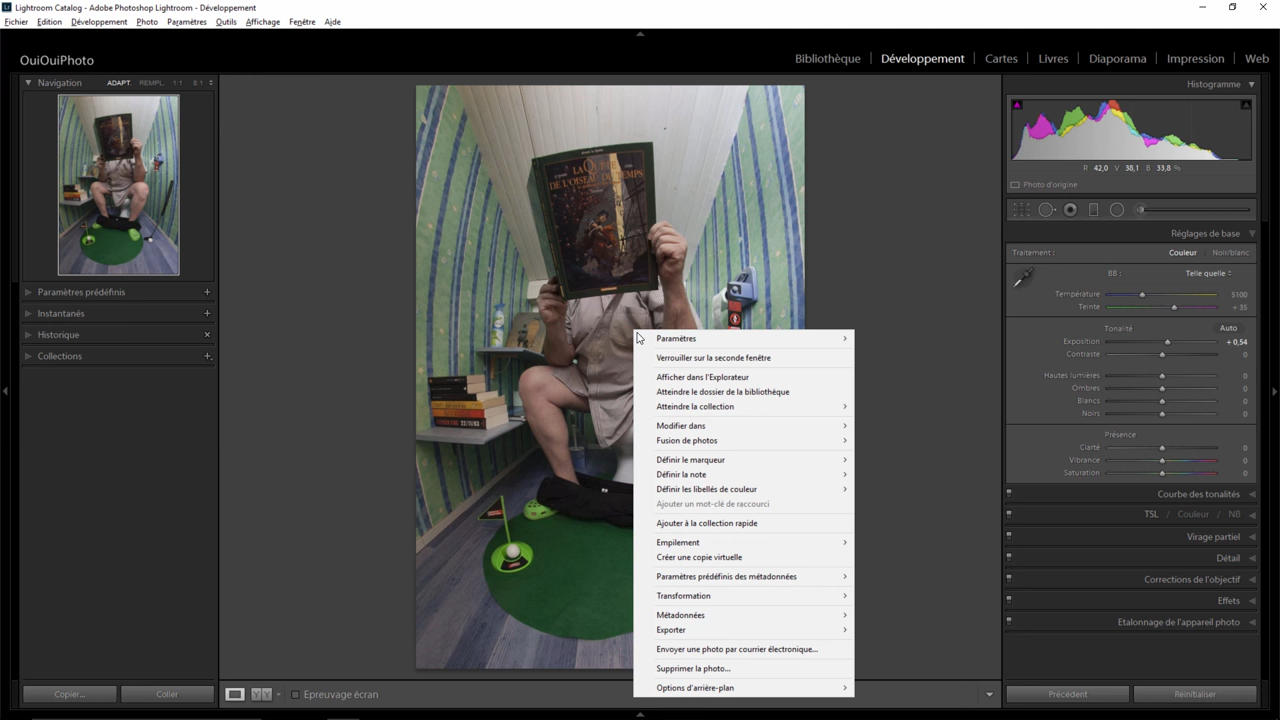 Lightroom Catalog - Adobe Photoshop Lightroom - Développement
Fichier Edition Développement Photo Paramètres Outils Affichage Fenêtre Aide
OuiOuiPhoto
Bibliothèque Développement Cartes Livres Diaporama Impression Web
Navigation ADAPT. REMPL. 1:1 8:1
Paramètres prédéfinis
Instantanés
Historique
Collections
LA QUÊTE
DE L'OISEAU DU TEMPS
Paramètres
Verrouiller sur la seconde fenêtre
Afficher dans l'Explorateur
Atteindre le dossier de la bibliothèque
Atteindre la collection
Modifier dans
Fusion de photos
Définir le marqueur
Définir la note
Définir les libellés de couleur
Ajouter un mot-clé de raccourci
Ajouter à la collection rapide
Empilement
Créer une copie virtuelle
Paramètres prédéfinis des métadonnées
Transformation
Métadonnées
Exporter
Envoyer une photo par courrier électronique...
Supprimer la photo...
Options d'arrière-plan
Histogramme
R 42,0 V 38,1 B 33,8 %
Photo d'origine
Réglages de base
Traitement : Couleur Noir/blanc
BB : Telle quelle
Température 5100
Teinte + 35
Tonalité Auto
Exposition + 0,54
Contraste 0
Hautes lumières 0
Ombres 0
Blancs 0
Noirs 0
Présence
Clarté 0
Vibrance 0
Saturation 0
Courbe des tonalités
TSL / Couleur / NB
Virage partiel
Détail
Corrections de l'objectif
Effets
Etalonnage de l'appareil photo
Copier... Coller
Epreuvage écran
Précédent Réinitialiser